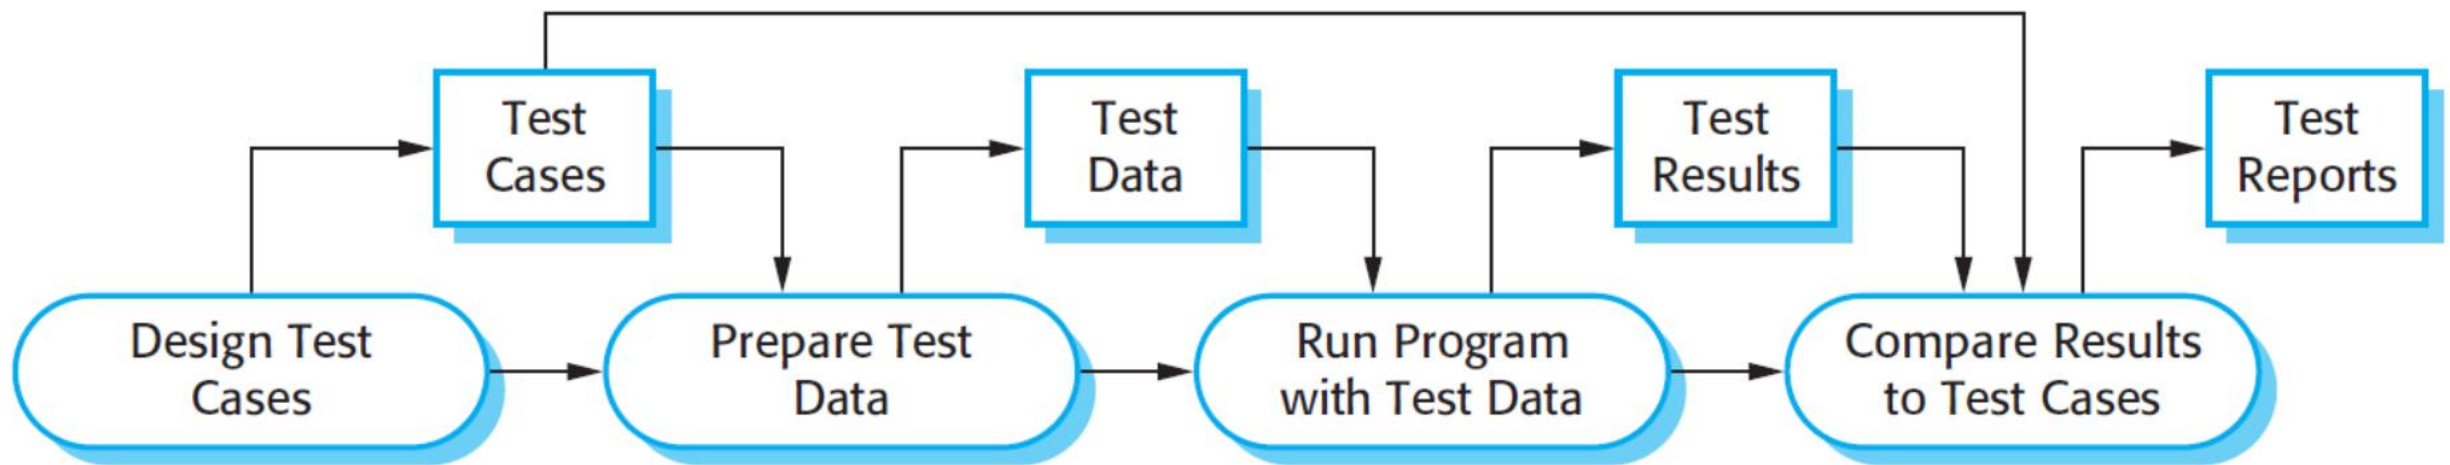 Test
Cases
Test
Data
Test
Results
Test
Reports
Design Test
Cases
Prepare Test
Data
Run Program
with Test Data
Compare Results
to Test Cases